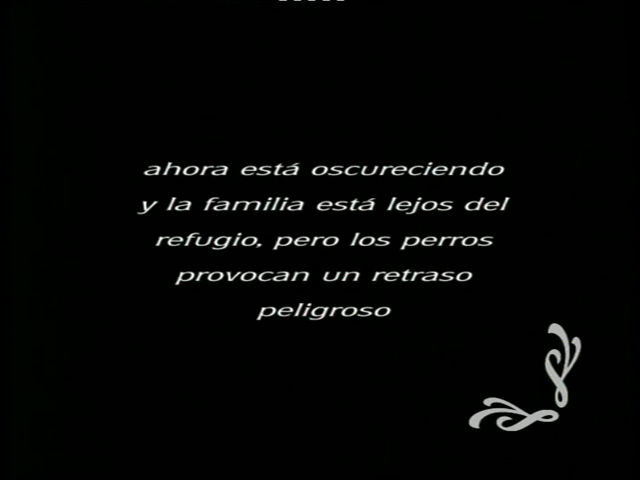 ahora está oscureciendo
y la familia está lejos del
refugio, pero los perros
provocan un retraso
peligroso